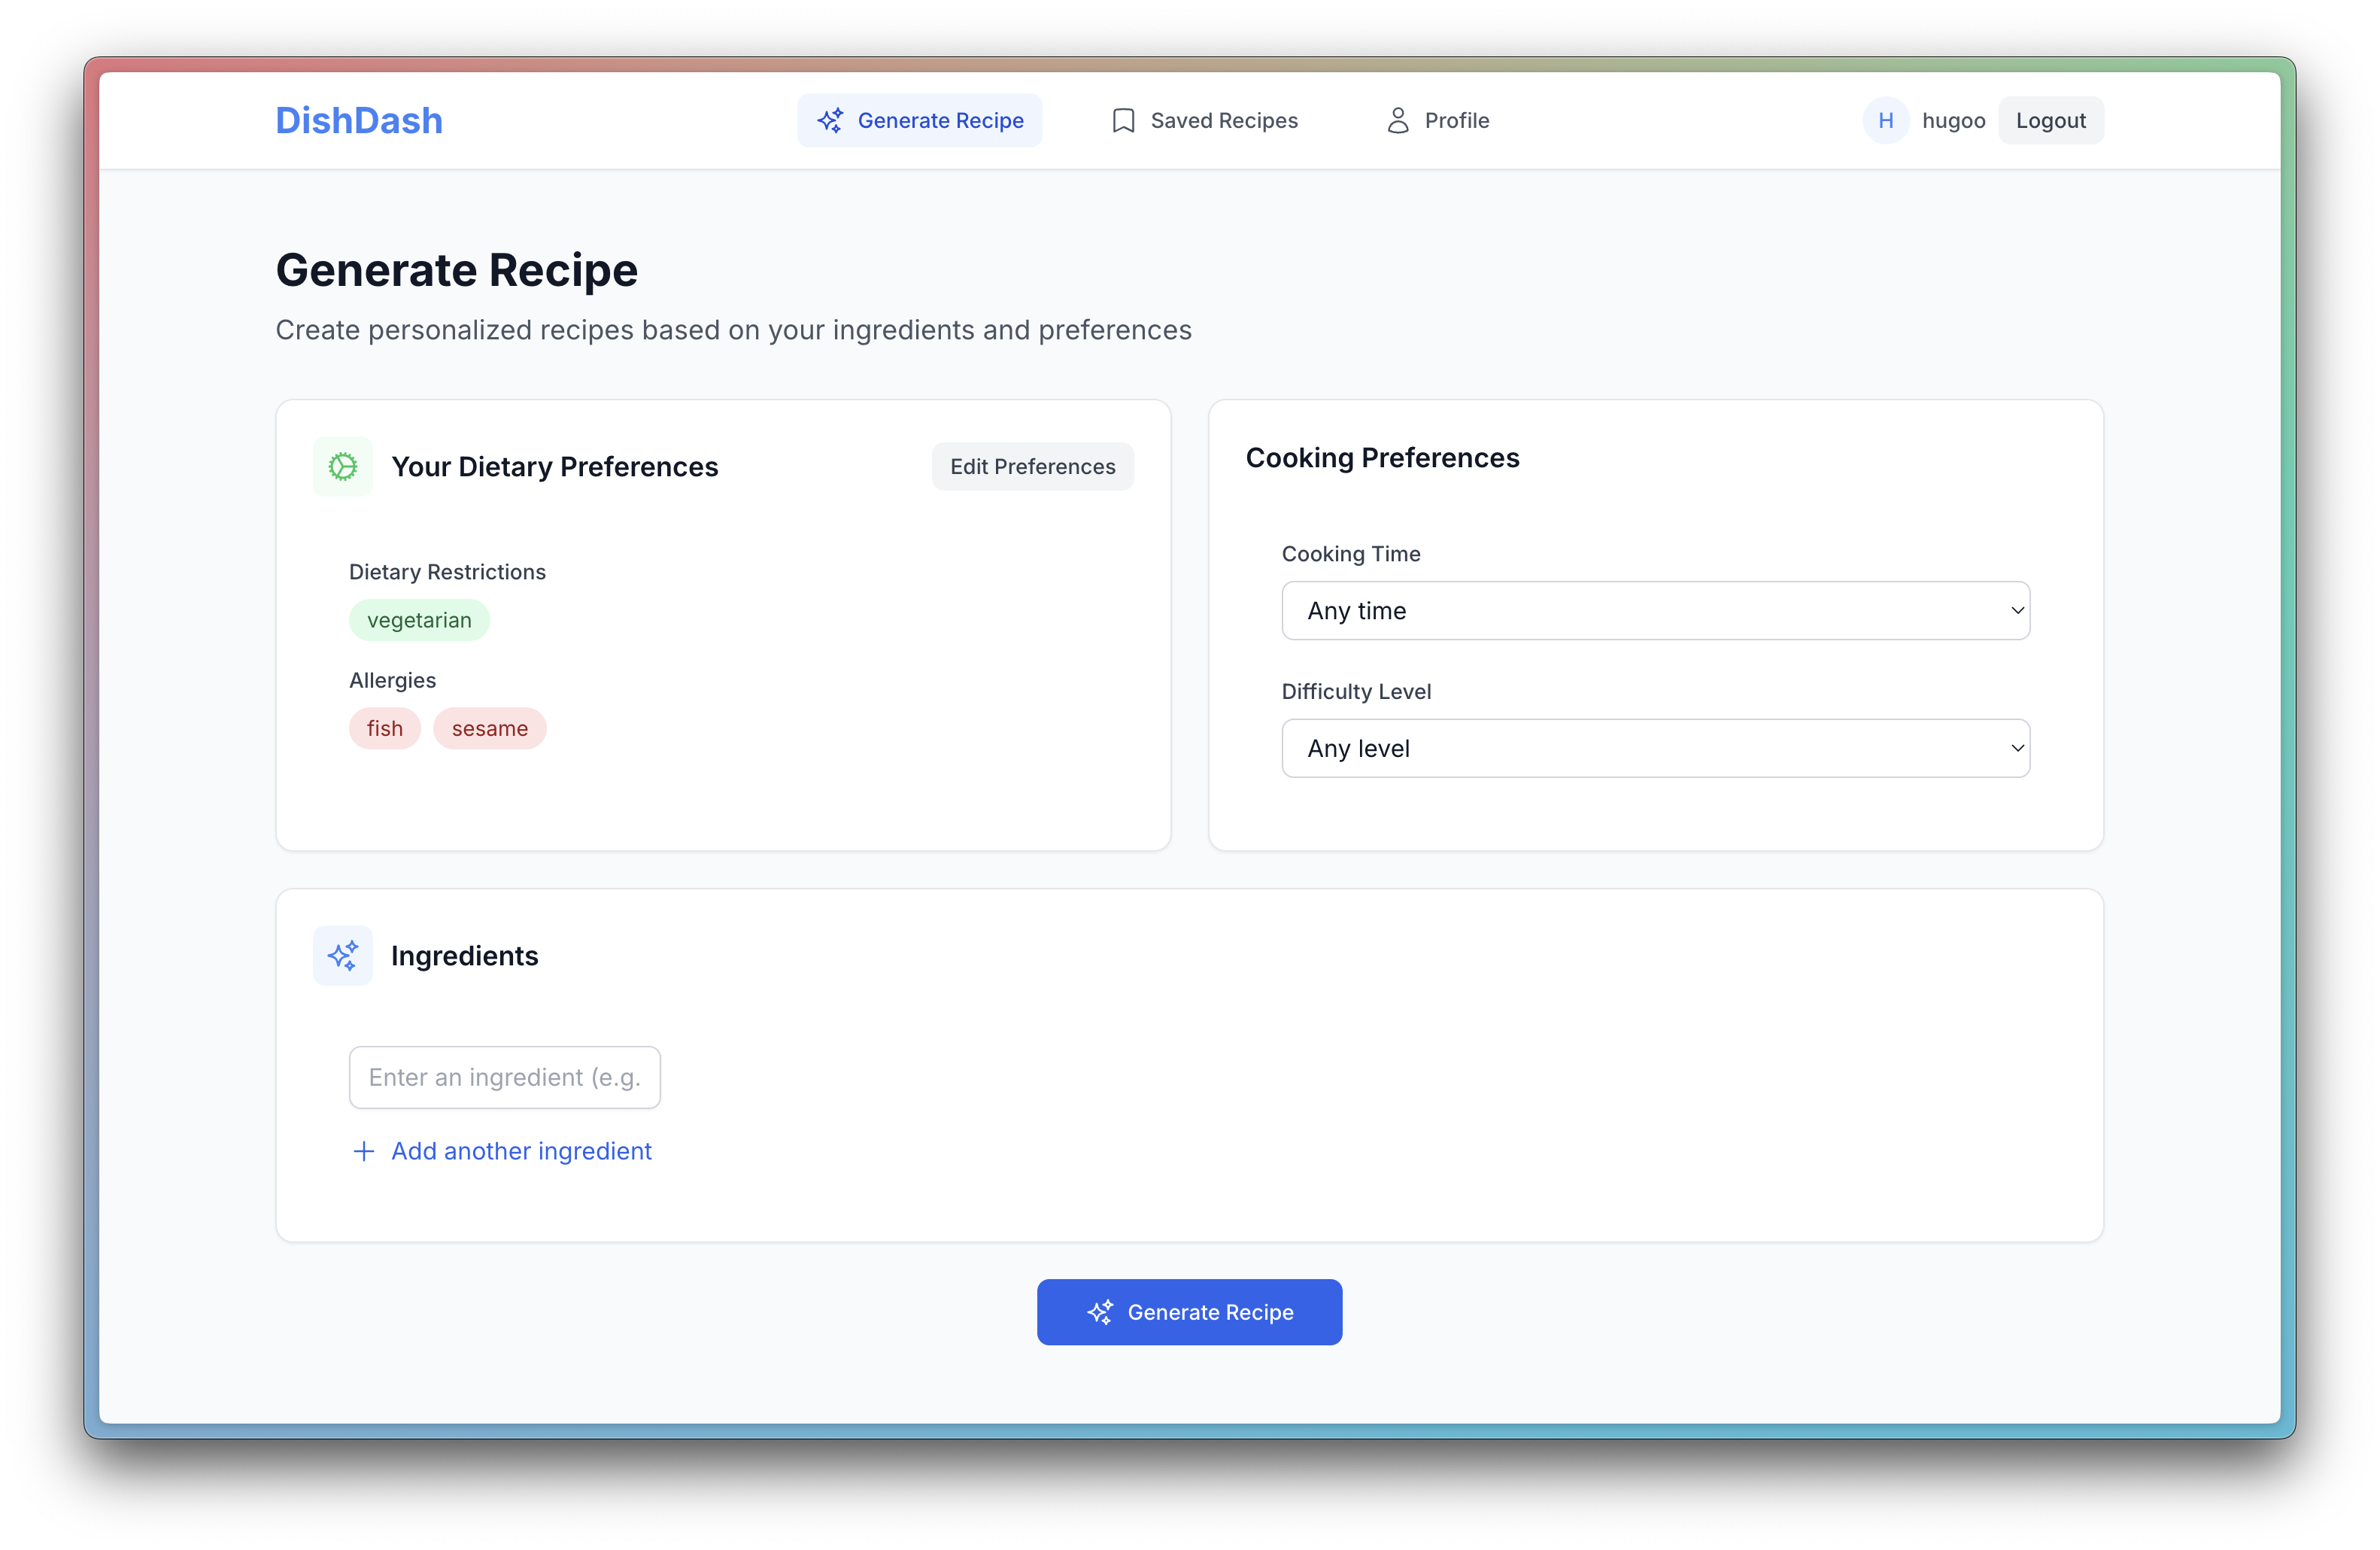 DishDash
Generate Recipe
Saved Recipes
Profile
H
hugoo
Logout
Generate Recipe
Create personalized recipes based on your ingredients and preferences
Your Dietary Preferences
Edit Preferences
Dietary Restrictions
vegetarian
Allergies
fish
sesame
Cooking Preferences
Cooking Time
Any time
Difficulty Level
Any level
Ingredients
Enter an ingredient (e.g.
Add another ingredient
Generate Recipe